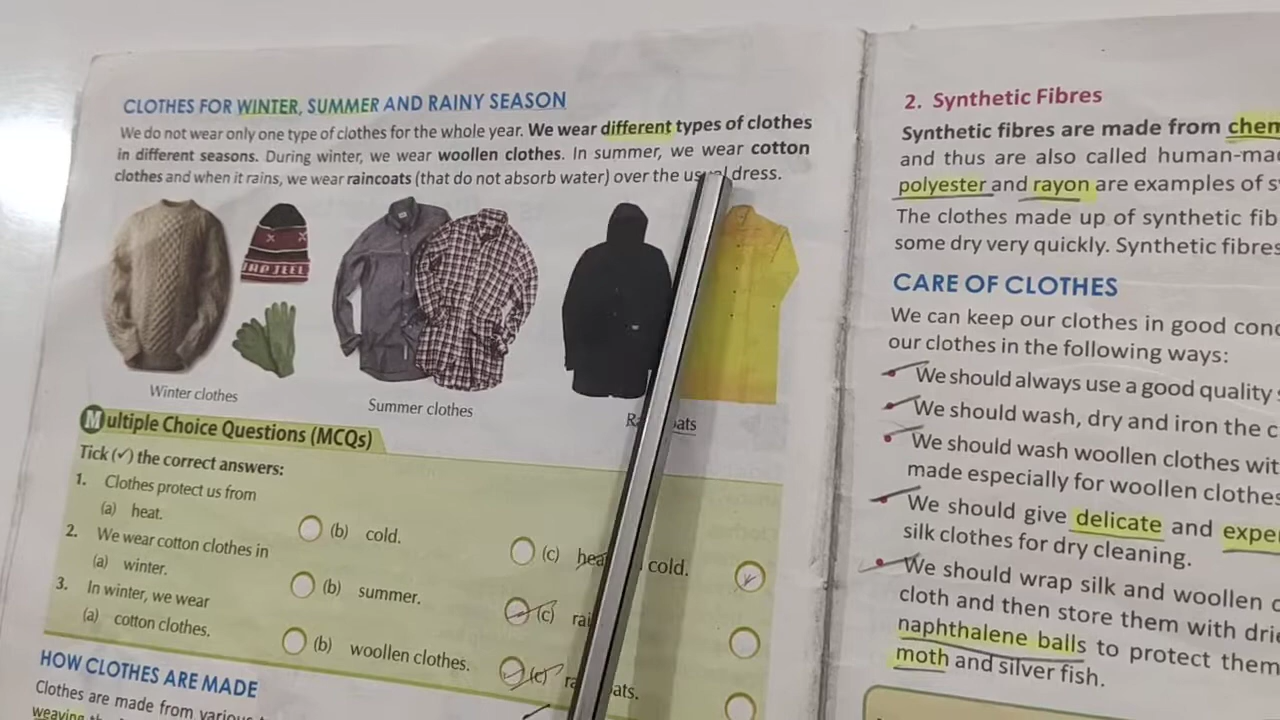 CLOTHES FOR WINTER, SUMMER AND RAINY SEASON
We do not wear only one type of clothes for the whole year. We wear different types of clothes
in different seasons. During winter, we wear woollen clothes. In summer, we wear cotton
clothes and when it rains, we wear raincoats (that do not absorb water) over the dress.
JEEL
Winter clothes
Summer clothes
Multiple Choice Questions (MCQs)
Tick (✓) the correct answers:
1. Clothes protect us from
(a) heat. (b) cold. (c) cold.
2. We wear cotton clothes in
(a) winter. (b) summer. (c)
3. In winter, we wear
(a) cotton clothes. (b) woollen clothes. (c)
HOW CLOTHES ARE MADE
Clothes are made from various
weaving
2. Synthetic Fibres
Synthetic fibres are made from
and thus are also called
polyester and rayon are examples of
The clothes made up of synthetic
some dry very quickly. Synthetic fibres
CARE OF CLOTHES
We can keep our clothes in good
our clothes in the following ways:
We should always use a good quality
We should wash, dry and iron the
We should wash woollen clothes
made especially for woollen clothes
We should give delicate and
silk clothes for dry cleaning.
We should wrap silk and woollen
cloth and then store them with
naphthalene balls to protect them
moth and silver fish.